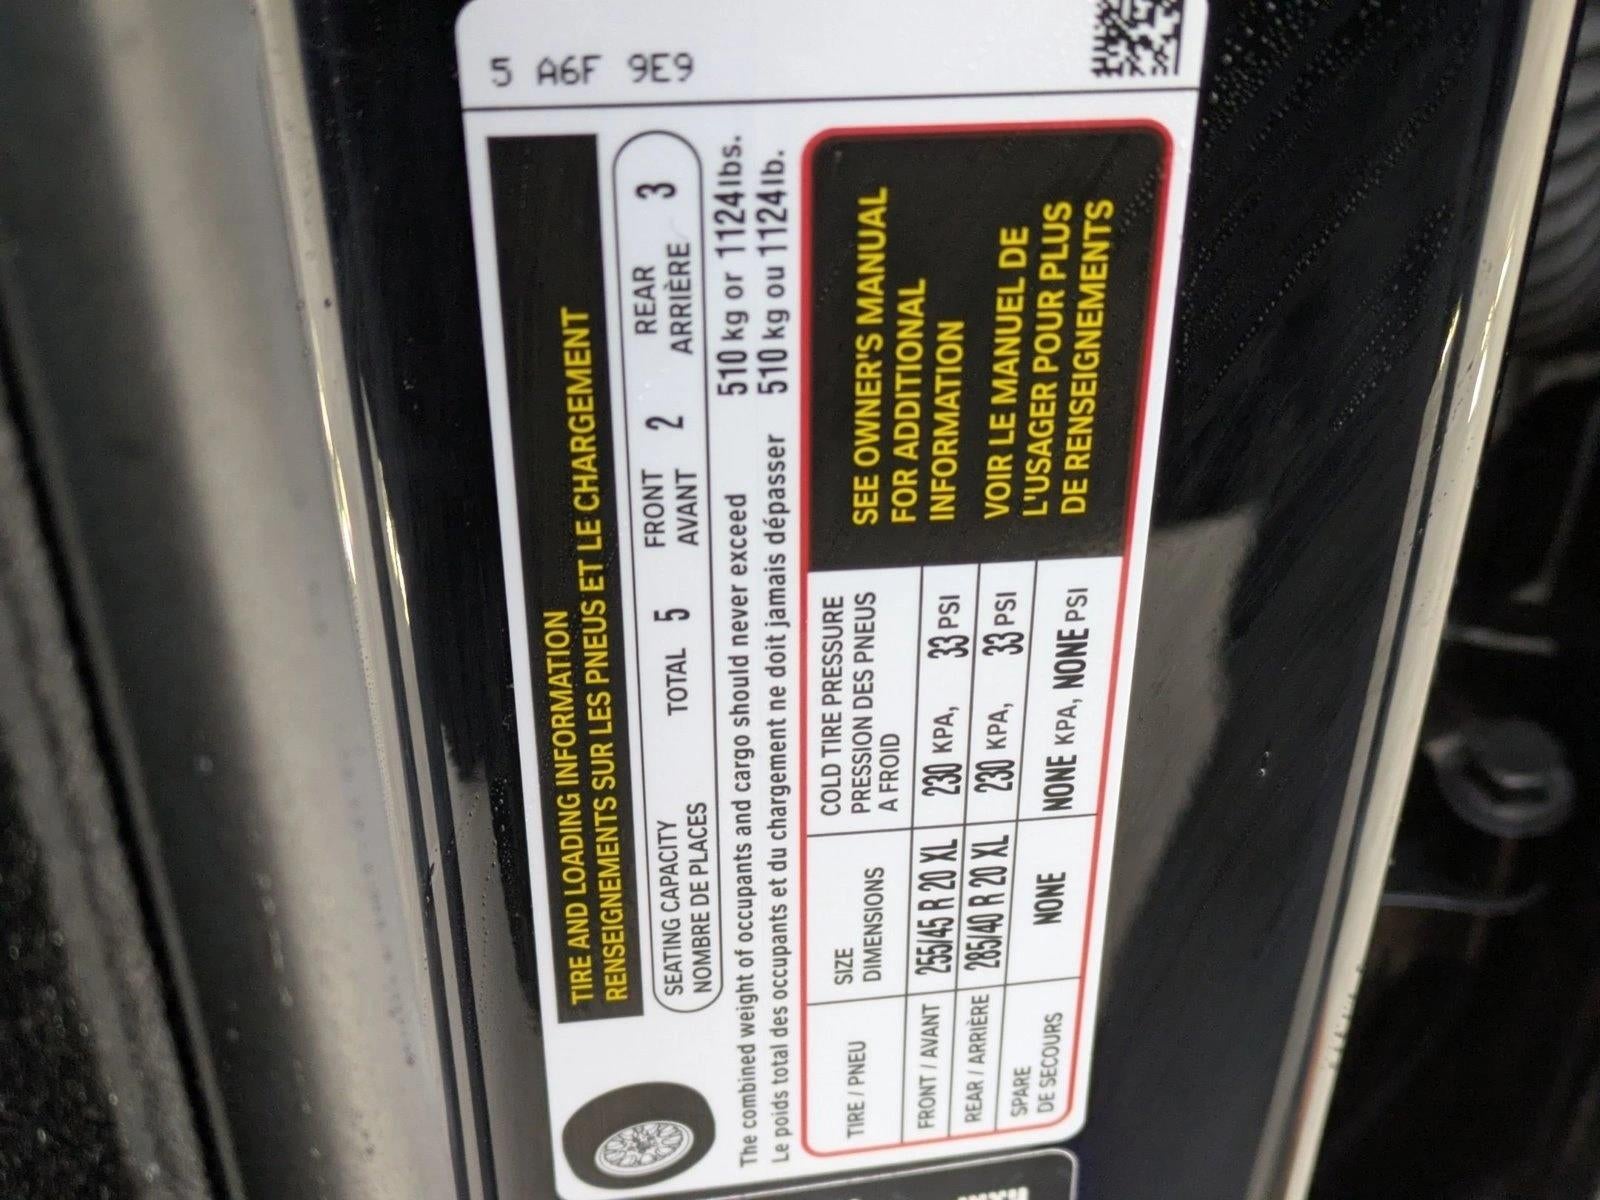 5 A6F 9E9
TIRE AND LOADING INFORMATION
RENSEIGNEMENTS SUR LES PNEUS ET LE CHARGEMENT
SEATING CAPACITY TOTAL 5 FRONT 2 REAR 3
NOMBRE DE PLACES AVANT ARRIÈRE
The combined weight of occupants and cargo should never exceed 510 kg or 1124 lbs.
Le poids total des occupants et du chargement ne doit jamais dépasser 510 kg ou 1124 lb.
TIRE / PNEU
SIZE
DIMENSIONS
COLD TIRE PRESSURE
PRESSION DES PNEUS
A FROID
FRONT / AVANT 255/45 R 20 XL 230 KPA, 33 PSI
REAR / ARRIÈRE 285/40 R 20 XL 230 KPA, 33 PSI
SPARE
DE SECOURS NONE NONE KPA, NONE PSI
SEE OWNER'S MANUAL
FOR ADDITIONAL
INFORMATION
VOIR LE MANUEL DE
L'USAGER POUR PLUS
DE RENSEIGNEMENTS